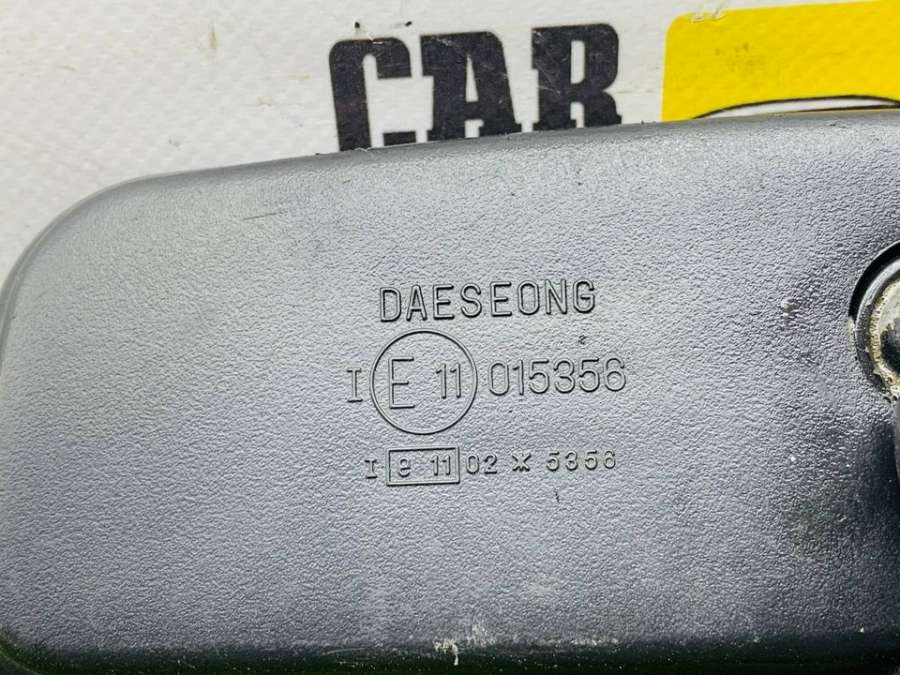 CAR
DAESEONG
I E 11 015356
I e 11 02 * 5356